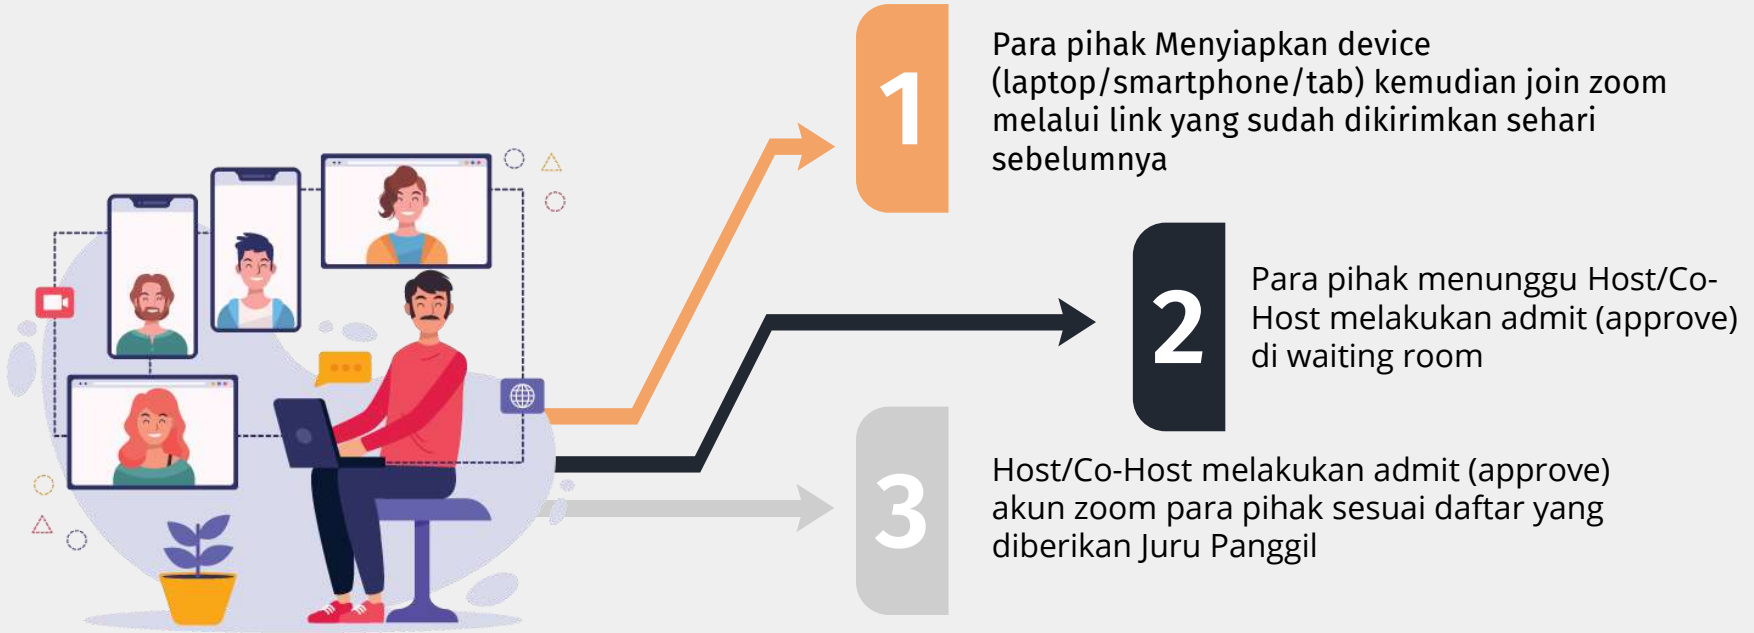 1
Para pihak Menyiapkan device
(laptop/smartphone/tab) kemudian join zoom
melalui link yang sudah dikirimkan sehari
sebelumnya
2
Para pihak menunggu Host/Co-
Host melakukan admit (approve)
di waiting room
3
Host/Co-Host melakukan admit (approve)
akun zoom para pihak sesuai daftar yang
diberikan Juru Panggil